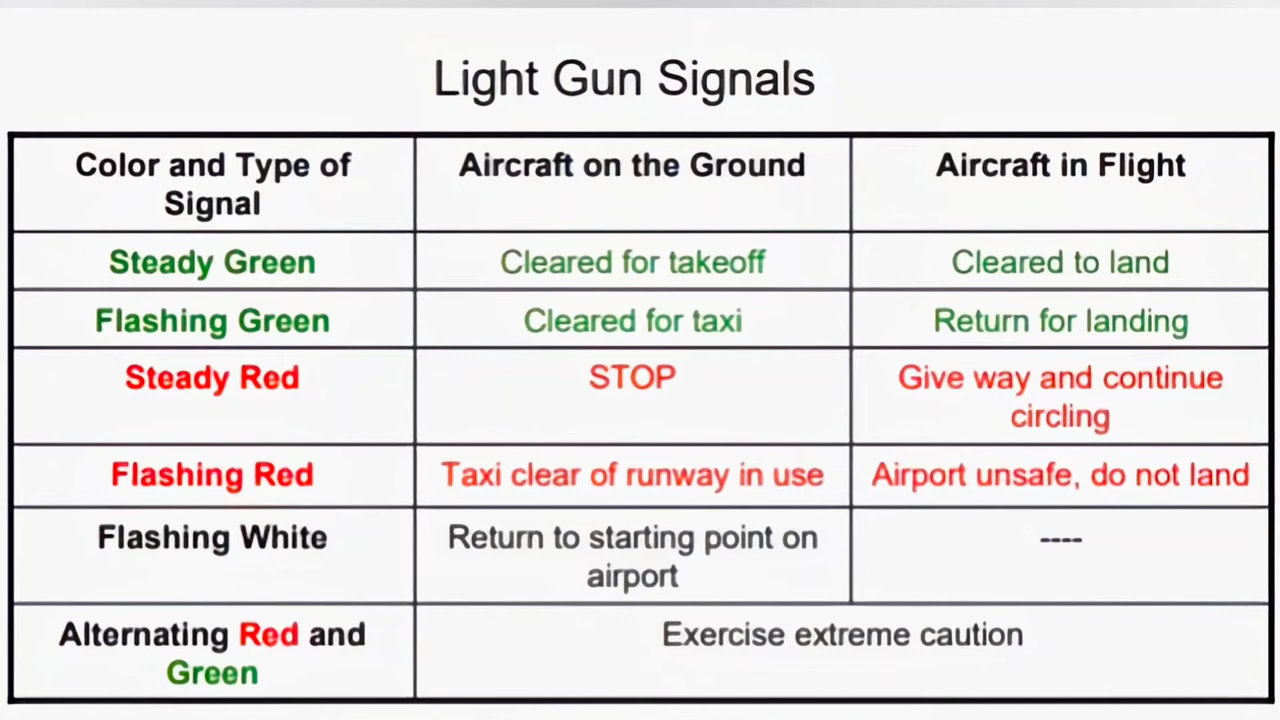 Light Gun Signals
Color and Type of Signal | Aircraft on the Ground | Aircraft in Flight
Steady Green | Cleared for takeoff | Cleared to land
Flashing Green | Cleared for taxi | Return for landing
Steady Red | STOP | Give way and continue circling
Flashing Red | Taxi clear of runway in use | Airport unsafe, do not land
Flashing White | Return to starting point on airport | ----
Alternating Red and Green | Exercise extreme caution